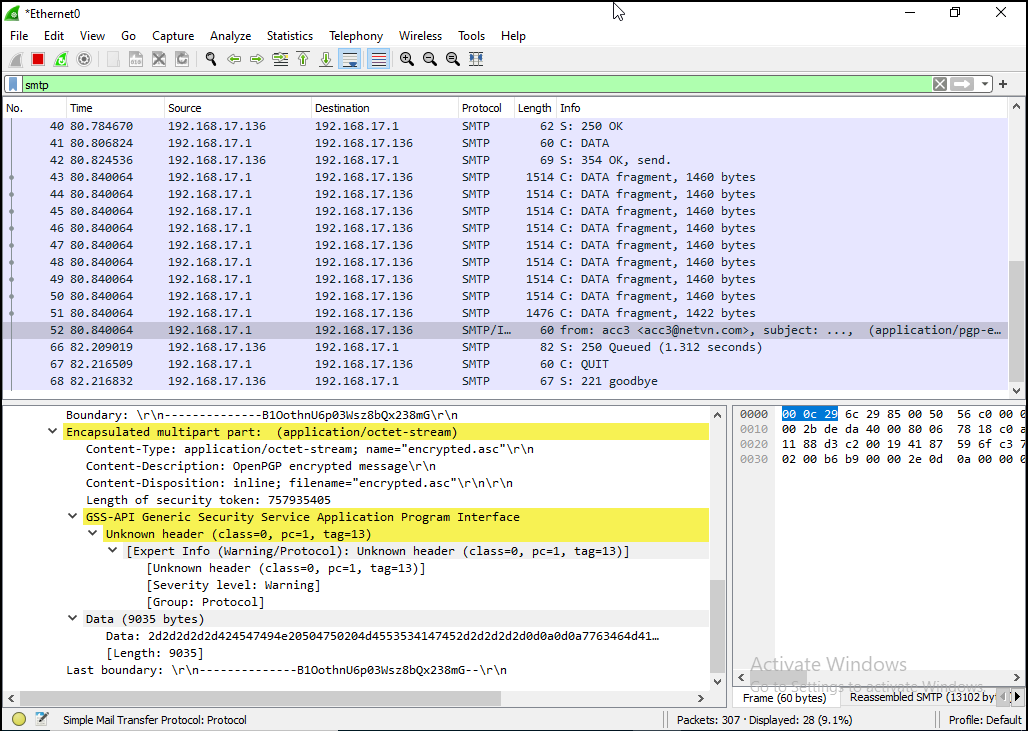 *Ethernet0
File Edit View Go Capture Analyze Statistics Telephony Wireless Tools Help
smtp
No. Time Source Destination Protocol Length Info
40 80.784670 192.168.17.136 192.168.17.1 SMTP 62 S: 250 OK
41 80.806824 192.168.17.1 192.168.17.136 SMTP 60 C: DATA
42 80.824536 192.168.17.136 192.168.17.1 SMTP 69 S: 354 OK, send.
43 80.840064 192.168.17.1 192.168.17.136 SMTP 1514 C: DATA fragment, 1460 bytes
44 80.840064 192.168.17.1 192.168.17.136 SMTP 1514 C: DATA fragment, 1460 bytes
45 80.840064 192.168.17.1 192.168.17.136 SMTP 1514 C: DATA fragment, 1460 bytes
46 80.840064 192.168.17.1 192.168.17.136 SMTP 1514 C: DATA fragment, 1460 bytes
47 80.840064 192.168.17.1 192.168.17.136 SMTP 1514 C: DATA fragment, 1460 bytes
48 80.840064 192.168.17.1 192.168.17.136 SMTP 1514 C: DATA fragment, 1460 bytes
49 80.840064 192.168.17.1 192.168.17.136 SMTP 1514 C: DATA fragment, 1460 bytes
50 80.840064 192.168.17.1 192.168.17.136 SMTP 1514 C: DATA fragment, 1460 bytes
51 80.840064 192.168.17.1 192.168.17.136 SMTP 1476 C: DATA fragment, 1422 bytes
52 80.840064 192.168.17.1 192.168.17.136 SMTP/I… 60 from: acc3 <acc3@netvn.com>, subject: ..., (application/pgp-e…
66 82.209019 192.168.17.136 192.168.17.1 SMTP 82 S: 250 Queued (1.312 seconds)
67 82.216509 192.168.17.1 192.168.17.136 SMTP 60 C: QUIT
68 82.216832 192.168.17.136 192.168.17.1 SMTP 67 S: 221 goodbye
Boundary: \r\n--------------B1OothnU6p03Wsz8bQx238mG\r\n
Encapsulated multipart part: (application/octet-stream)
Content-Type: application/octet-stream; name="encrypted.asc"\r\n
Content-Description: OpenPGP encrypted message\r\n
Content-Disposition: inline; filename="encrypted.asc"\r\n\r\n
Length of security token: 757935405
GSS-API Generic Security Service Application Program Interface
Unknown header (class=0, pc=1, tag=13)
[Expert Info (Warning/Protocol): Unknown header (class=0, pc=1, tag=13)]
[Unknown header (class=0, pc=1, tag=13)]
[Severity level: Warning]
[Group: Protocol]
Data (9035 bytes)
Data: 2d2d2d2d2d424547494e20504750204d4553534147452d2d2d2d2d0d0a0d0a7763464d41…
[Length: 9035]
Last boundary: \r\n--------------B1OothnU6p03Wsz8bQx238mG--\r\n
0000 00 0c 29 6c 29 85 00 50 56 c0 00 0
0010 00 2b de da 40 00 80 06 78 18 c0 a
0020 11 88 d3 c2 00 19 41 87 59 6f c3 7
0030 02 00 b6 b9 00 00 2e 0d 0a 00 00 0
Activate Windows
Go to Settings to activate Windows.
Frame (60 bytes) Reassembled SMTP (13102 by
Simple Mail Transfer Protocol: Protocol Packets: 307 · Displayed: 28 (9.1%) Profile: Default